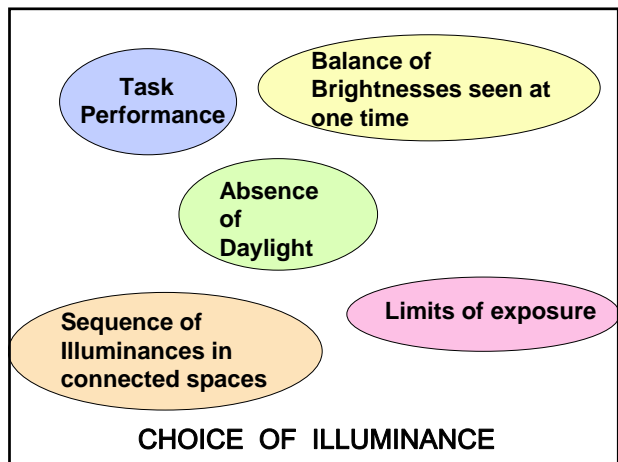 Task
Performance
Balance of
Brightnesses seen at
one time
Absence
of
Daylight
Limits of exposure
Sequence of
Illuminances in
connected spaces
CHOICE OF ILLUMINANCE